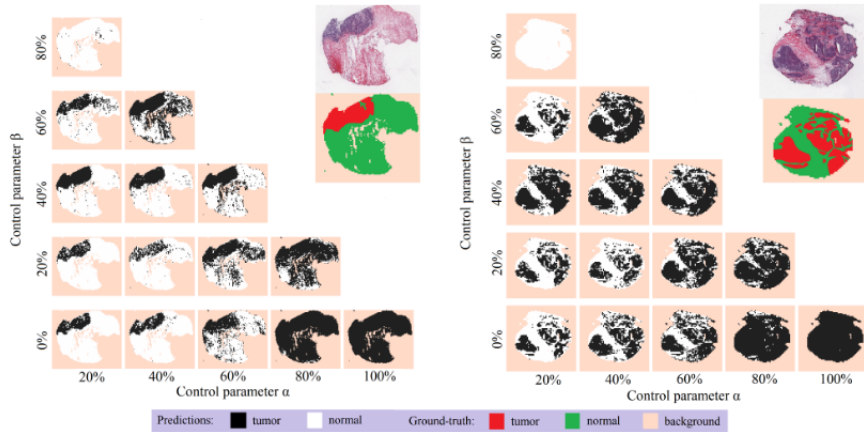 80%
60%
40%
20%
0%
Control parameter β
20% 40% 60% 80% 100%
Control parameter α
80%
60%
40%
20%
0%
Control parameter β
20% 40% 60% 80% 100%
Control parameter α
Predictions: tumor normal Ground-truth: tumor normal background